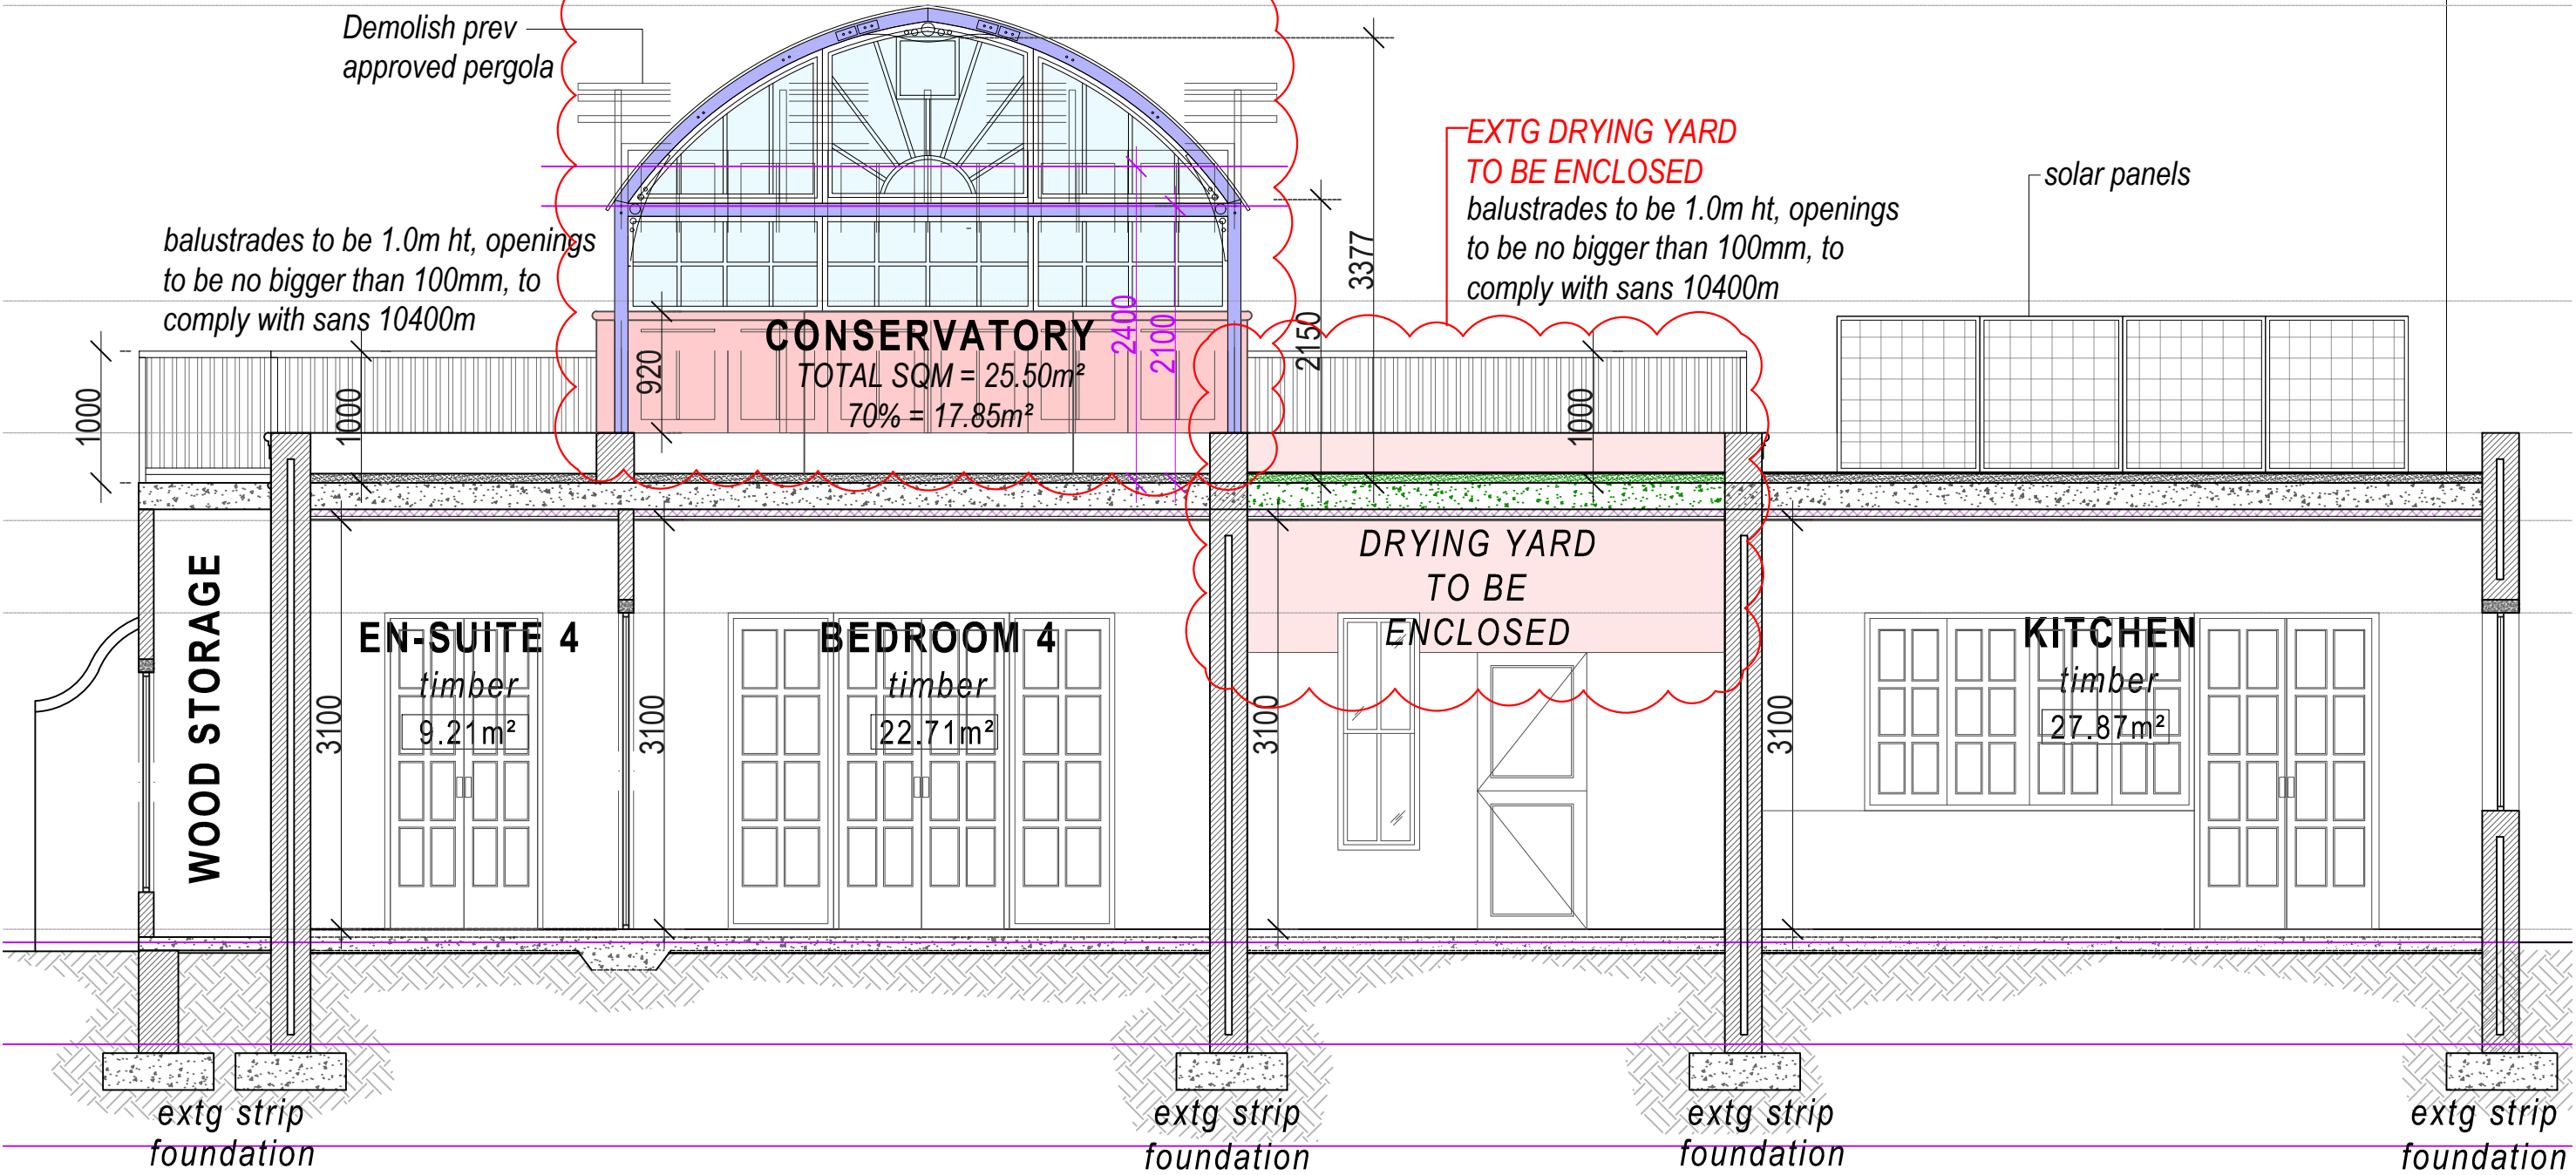 Demolish prev
approved pergola
EXTG DRYING YARD
TO BE ENCLOSED
balustrades to be 1.0m ht, openings
to be no bigger than 100mm, to
comply with sans 10400m
solar panels
balustrades to be 1.0m ht, openings
to be no bigger than 100mm, to
comply with sans 10400m
3377
2150
2400
2100
CONSERVATORY
TOTAL SQM = 25.50m²
70% = 17.85m²
920
1000
1000
1000
DRYING YARD
TO BE
ENCLOSED
WOOD STORAGE
EN-SUITE 4
timber
9.21m²
BEDROOM 4
timber
22.71m²
KITCHEN
timber
27.87m²
3100
3100
3100
3100
extg strip
foundation
extg strip
foundation
extg strip
foundation
extg strip
foundation